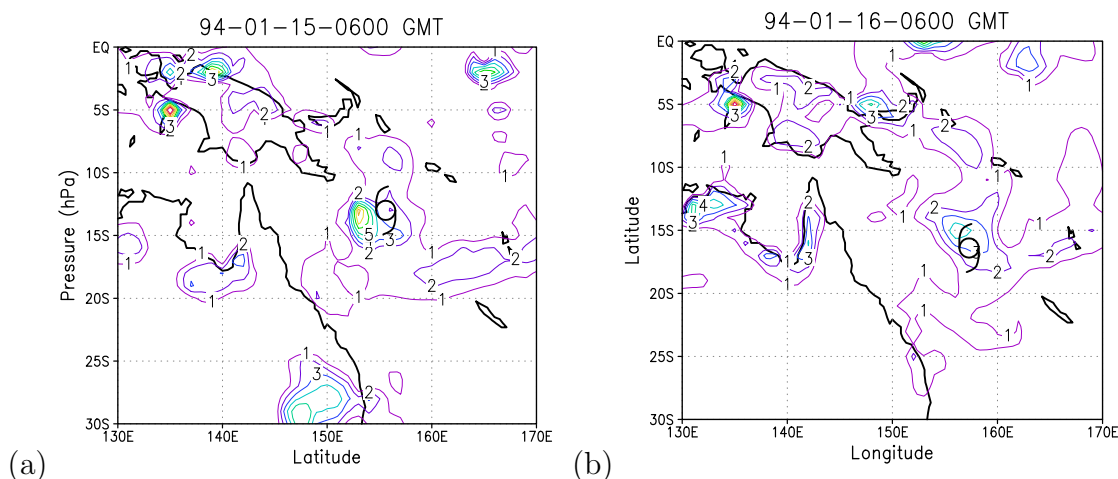 94-01-15-0600 GMT
EQ
5S
10S
15S
20S
25S
30S
Pressure (hPa)
130E 140E 150E 160E 170E
Latitude
(a)
94-01-16-0600 GMT
EQ
5S
10S
15S
20S
25S
30S
Latitude
130E 140E 150E 160E 170E
Longitude
(b)